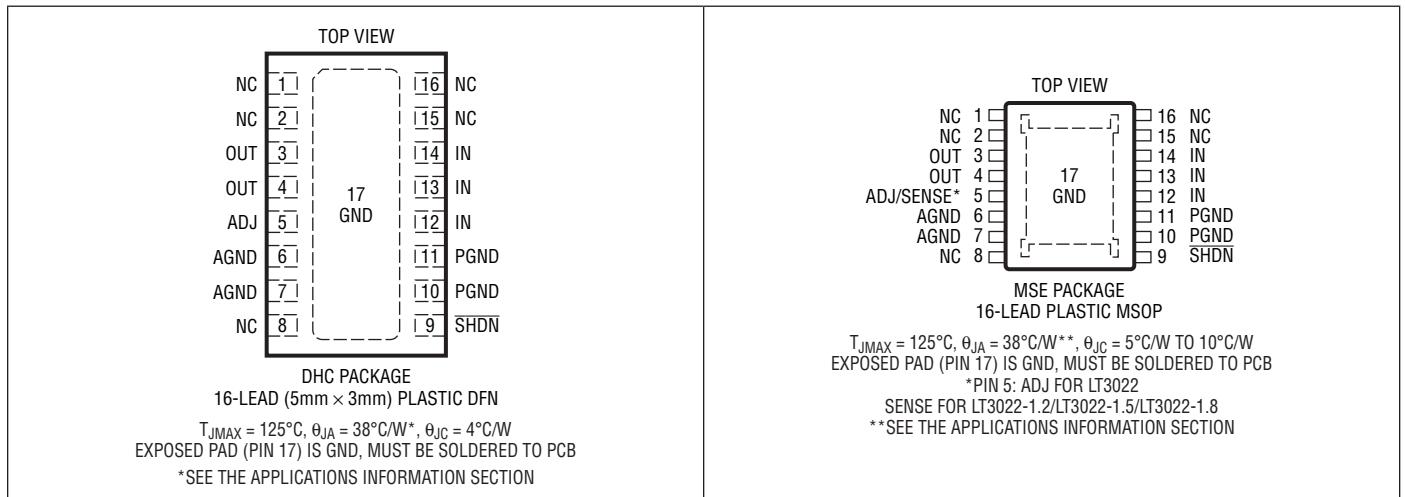 TOP VIEW
NC 1 16 NC
NC 2 15 NC
OUT 3 14 IN
OUT 4 13 IN
17
GND
ADJ 5 12 IN
AGND 6 11 PGND
AGND 7 10 PGND
NC 8 9 SHDN
DHC PACKAGE
16-LEAD (5mm × 3mm) PLASTIC DFN
TJMAX = 125°C, θJA = 38°C/W*, θJC = 4°C/W
EXPOSED PAD (PIN 17) IS GND, MUST BE SOLDERED TO PCB
*SEE THE APPLICATIONS INFORMATION SECTION
TOP VIEW
NC 1 16 NC
NC 2 15 NC
OUT 3 14 IN
OUT 4 13 IN
17
GND
ADJ/SENSE* 5 12 IN
AGND 6 11 PGND
AGND 7 10 PGND
NC 8 9 SHDN
MSE PACKAGE
16-LEAD PLASTIC MSOP
TJMAX = 125°C, θJA = 38°C/W**, θJC = 5°C/W TO 10°C/W
EXPOSED PAD (PIN 17) IS GND, MUST BE SOLDERED TO PCB
*PIN 5: ADJ FOR LT3022
SENSE FOR LT3022-1.2/LT3022-1.5/LT3022-1.8
**SEE THE APPLICATIONS INFORMATION SECTION